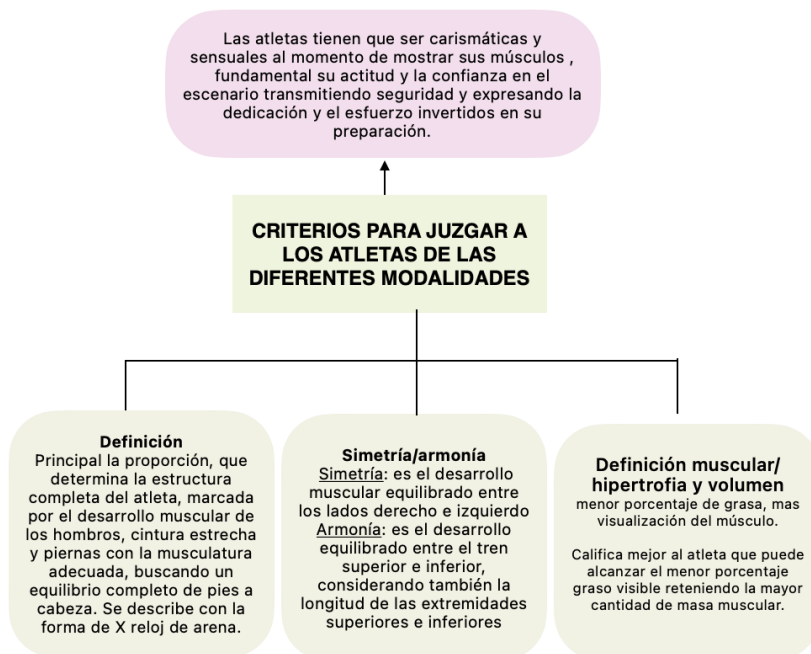 Las atletas tienen que ser carismáticas y
sensuales al momento de mostrar sus músculos ,
fundamental su actitud y la confianza en el
escenario transmitiendo seguridad y expresando la
dedicación y el esfuerzo invertidos en su
preparación.
CRITERIOS PARA JUZGAR A
LOS ATLETAS DE LAS
DIFERENTES MODALIDADES
Definición
Principal la proporción, que
determina la estructura
completa del atleta, marcada
por el desarrollo muscular de
los hombros, cintura estrecha
y piernas con la musculatura
adecuada, buscando un
equilibrio completo de pies a
cabeza. Se describe con la
forma de X reloj de arena.
Simetría/armonía
Simetría: es el desarrollo
muscular equilibrado entre
los lados derecho e izquierdo
Armonía: es el desarrollo
equilibrado entre el tren
superior e inferior,
considerando también la
longitud de las extremidades
superiores e inferiores
Definición muscular/
hipertrofia y volumen
menor porcentaje de grasa, mas
visualización del músculo.
Califica mejor al atleta que puede
alcanzar el menor porcentaje
graso visible reteniendo la mayor
cantidad de masa muscular.